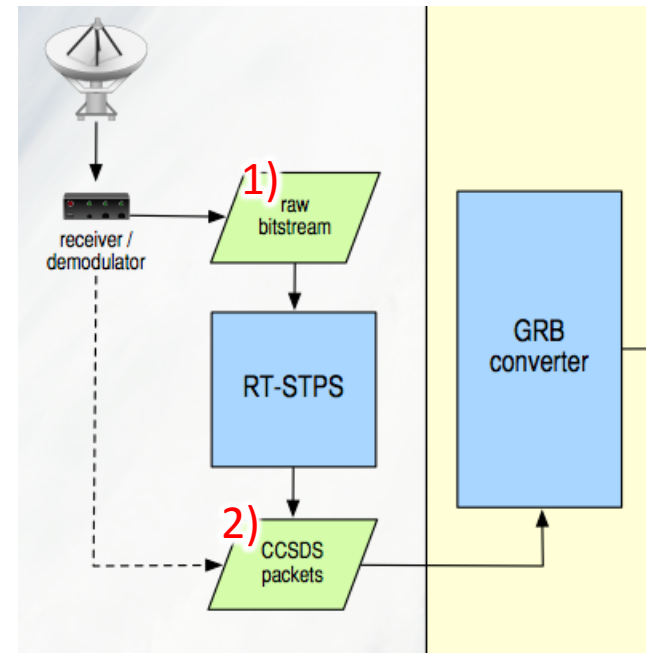 1)
raw
bitstream
receiver /
demodulator
RT-STPS
GRB
converter
2)
CCSDS
packets